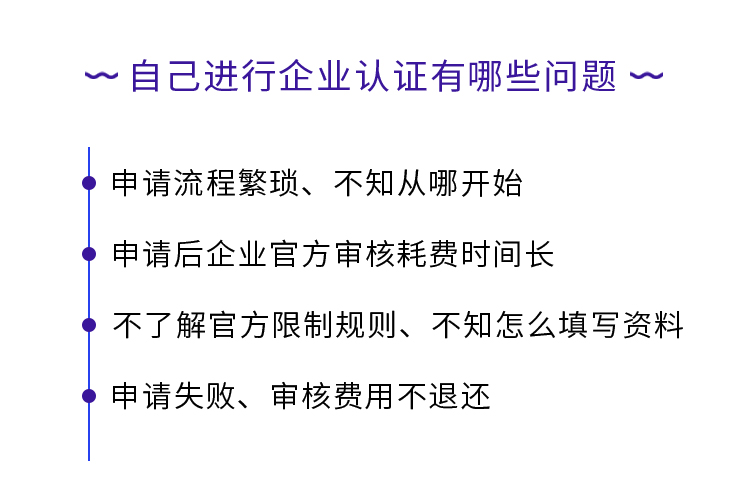 自己进行企业认证有哪些问题
申请流程繁琐、不知从哪开始
申请后企业官方审核耗费时间长
不了解官方限制规则、不知怎么填写资料
申请失败、审核费用不退还